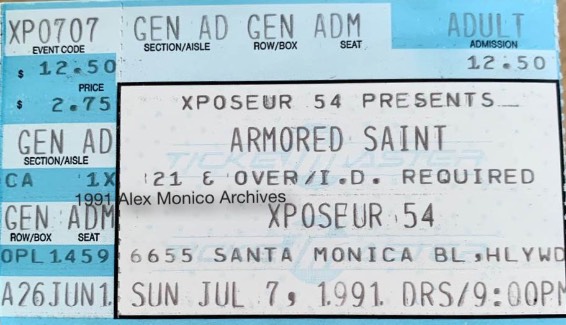 XP0707 GEN AD GEN ADM ADULT
EVENT CODE SECTION/AISLE ROW/BOX SEAT ADMISSION
$ 12.50 12.50
PRICE
$ 2.75 XPOSEUR 54 PRESENTS
GEN AD ARMORED SAINT
SECTION/AISLE
TICKETMASTER
CA 1X 21 & OVER/I.D. REQUIRED
1991 Alex Monico Archives
GEN ADM XPOSEUR 54
ROW/BOX SEAT
OPL1459 6655 SANTA MONICA BL,HLYWD
A26JUN1 SUN JUL 7, 1991 DRS/9:00PM